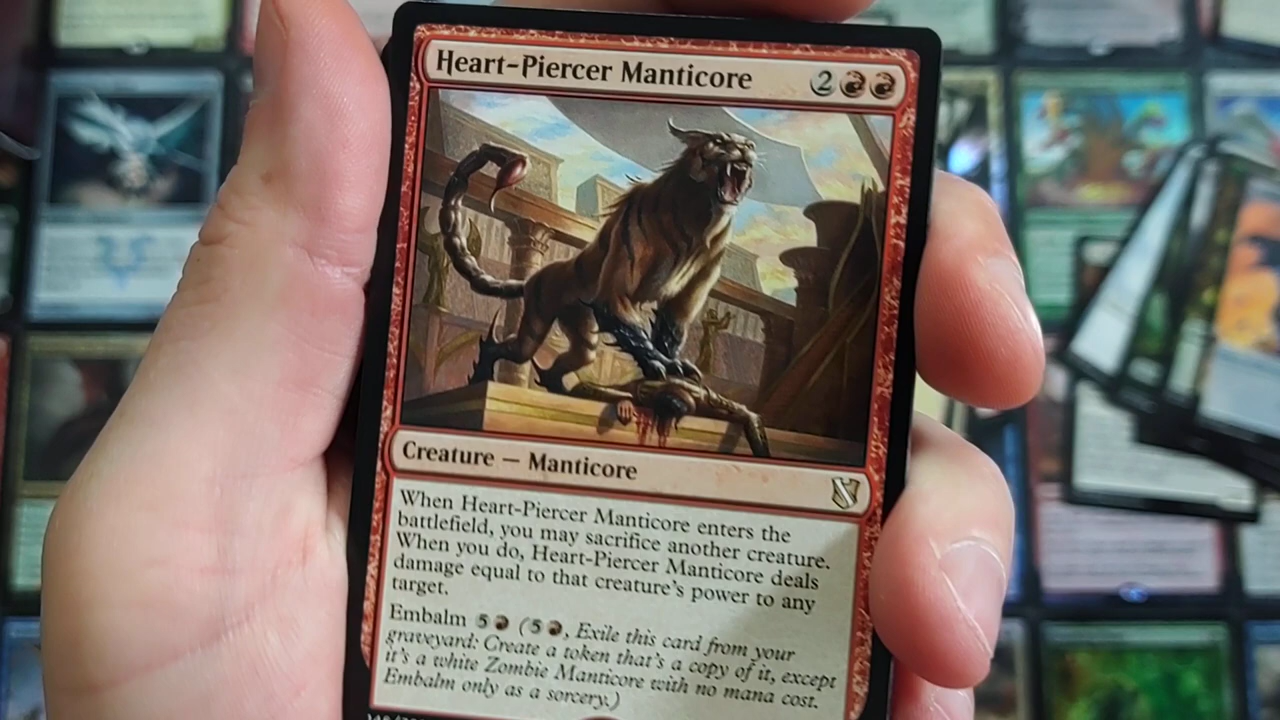 Heart-Piercer Manticore 2
Creature — Manticore
When Heart-Piercer Manticore enters the
battlefield, you may sacrifice another creature.
When you do, Heart-Piercer Manticore deals
damage equal to that creature's power to any
target.
Embalm 5 (5, Exile this card from your
graveyard: Create a token that's a copy of it, except
it's a white Zombie Manticore with no mana cost.
Embalm only as a sorcery.)